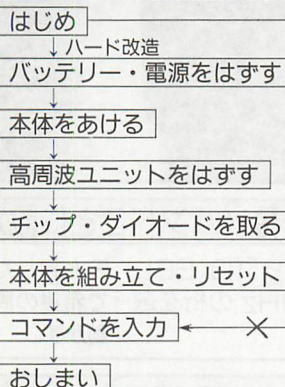 はじめ
ハード改造
バッテリー・電源をはずす
本体をあける
高周波ユニットをはずす
チップ・ダイオードを取る
本体を組み立て・リセット
コマンドを入力
おしまい